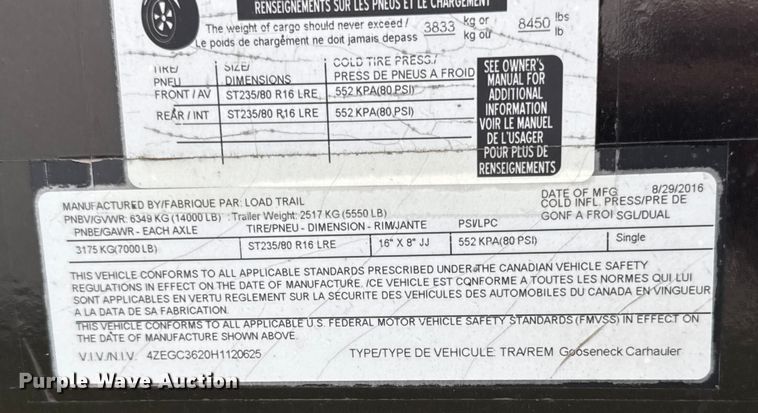 RENSEIGNEMENTS SUR LES PNEUS ET LE CHARGEMENT
The weight of cargo should never exceed / 3833 kg or 8450 lbs
Le poids de chargement ne doit jamais depass kg oú lb
TIRE/ SIZE/ COLD TIRE PRESS./
PNEU DIMENSIONS PRESS DE PNEUS A FROID
FRONT / AV ST235/80 R16 LRE 552 KPA(80 PSI)
REAR / INT ST235/80 R16 LRE 552 KPA(80 PSI)
SEE OWNER'S
MANUAL FOR
ADDITIONAL
INFORMATION
VOIR LE MANUEL
DE L'USAGER
POUR PLUS DE
RENSEIGNEMENTS
MANUFACTURED BY/FABRIQUE PAR: LOAD TRAIL DATE OF MFG 8/29/2016
PNBV/GVWR: 6349 KG (14000 LB) :Trailer Weight: 2517 KG (5550 LB) COLD INFL. PRESS/PRE DE
PNBE/GAWR - EACH AXLE TIRE/PNEU - DIMENSION - RIM/JANTE PSI/LPC GONF A FROI SGL/DUAL
3175 KG(7000 LB) ST235/80 R16 LRE 16" X 8" JJ 552 KPA(80 PSI) Single
THIS VEHICLE CONFORMS TO ALL APPLICABLE STANDARDS PRESCRIBED UNDER THE CANADIAN VEHICLE SAFETY
REGULATIONS IN EFFECT ON THE DATE OF MANUFACTURE. /CE VEHICLE EST CONFORME A TOUTES LES NORMES QUI LUI
SONT APPLICABLES EN VERTU REGLEMENT SUR LA SÉCURITE DES VEHICULES DES AUTOMOBILES DU CANADA EN VINGUEUR
A LA DATA DE SA FABRICATION.
THIS VEHICLE CONFORMS TO ALL APPLICABLE U.S. FEDERAL MOTOR VEHICLE SAFETY STANDARDS (FMVSS) IN EFFECT ON
THE DATE OF MANUFACTURE SHOWN ABOVE.
V.I.V./N.I.V. 4ZEGC3620H1120625 TYPE/TYPE DE VEHICULE: TRA/REM Gooseneck Carhauler
Purple Wave Auction